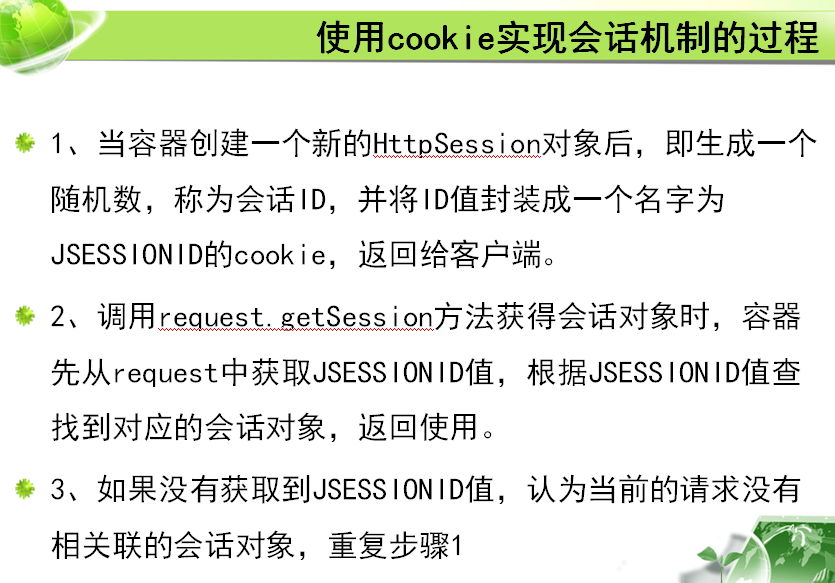 使用cookie实现会话机制的过程
1、当容器创建一个新的HttpSession对象后，即生成一个
随机数，称为会话ID，并将ID值封装成一个名字为
JSESSIONID的cookie，返回给客户端。
2、调用request.getSession方法获得会话对象时，容器
先从request中获取JSESSIONID值，根据JSESSIONID值查
找到对应的会话对象，返回使用。
3、如果没有获取到JSESSIONID值，认为当前的请求没有
相关联的会话对象，重复步骤1